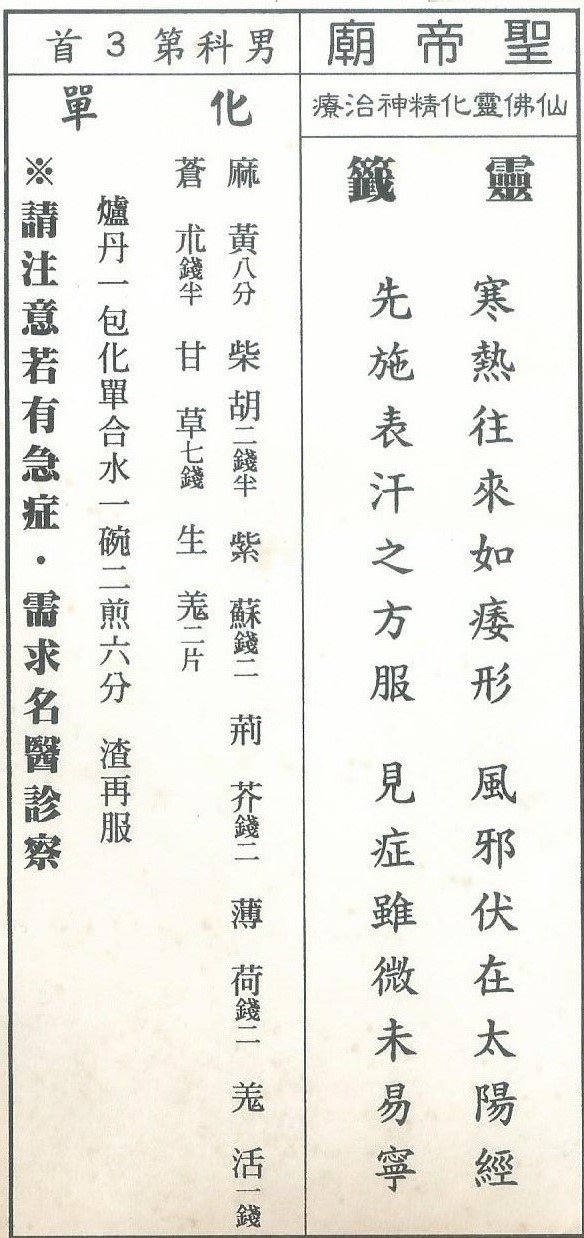 聖帝廟
仙佛靈化精神治療
靈籤
寒熱往來如痿形 風邪伏在太陽經
先施表汗之方服 見症雖微未易寧
男科第3首
化單
麻黃八分 柴胡二錢半 紫蘇錢二 荊芥錢二 薄荷錢二 羗活一錢
蒼朮錢半 甘草七錢 生羗二片
爐丹一包化單合水一碗二煎六分 渣再服
※請注意若有急症・需求名醫診察